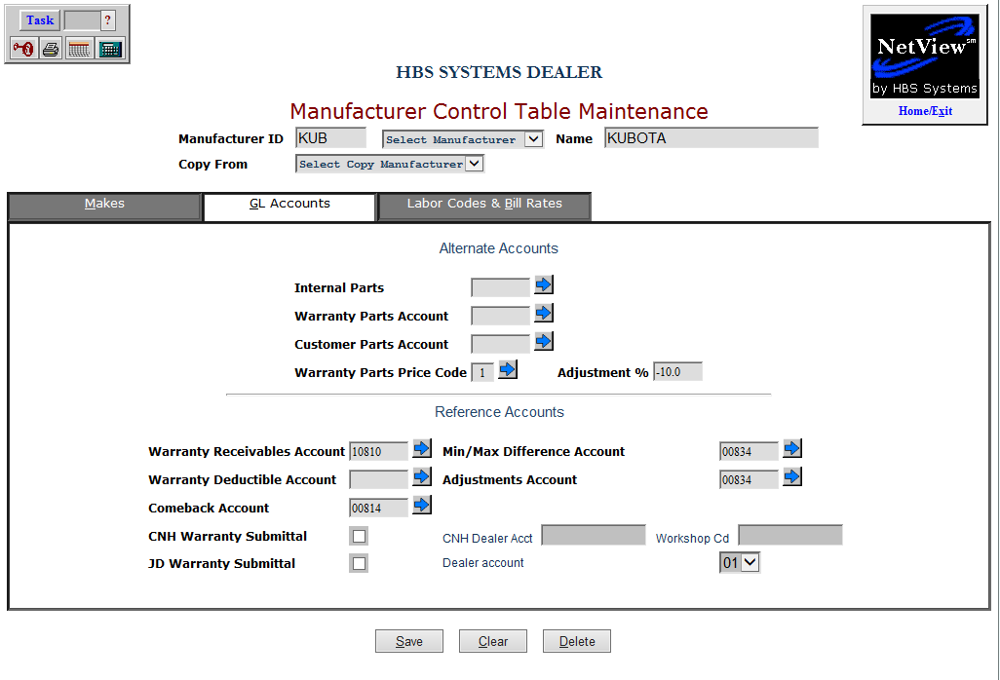 Task ?
NetView℠
by HBS Systems
Home/Exit
HBS SYSTEMS DEALER
Manufacturer Control Table Maintenance
Manufacturer ID KUB Select Manufacturer Name KUBOTA
Copy From Select Copy Manufacturer
Makes GL Accounts Labor Codes & Bill Rates
Alternate Accounts
Internal Parts
Warranty Parts Account
Customer Parts Account
Warranty Parts Price Code 1 Adjustment % -10.0
Reference Accounts
Warranty Receivables Account 10810 Min/Max Difference Account 00834
Warranty Deductible Account Adjustments Account 00834
Comeback Account 00814
CNH Warranty Submittal CNH Dealer Acct Workshop Cd
JD Warranty Submittal Dealer account 01
Save Clear Delete